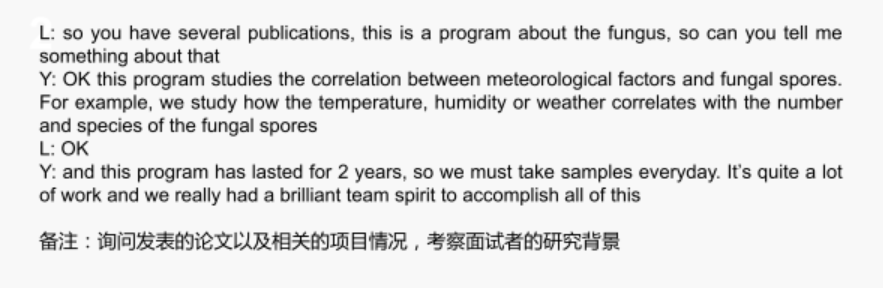 L: so you have several publications, this is a program about the fungus, so can you tell me
something about that
Y: OK this program studies the correlation between meteorological factors and fungal spores.
For example, we study how the temperature, humidity or weather correlates with the number
and species of the fungal spores
L: OK
Y: and this program has lasted for 2 years, so we must take samples everyday. It's quite a lot
of work and we really had a brilliant team spirit to accomplish all of this
备注：询问发表的论文以及相关的项目情况，考察面试者的研究背景